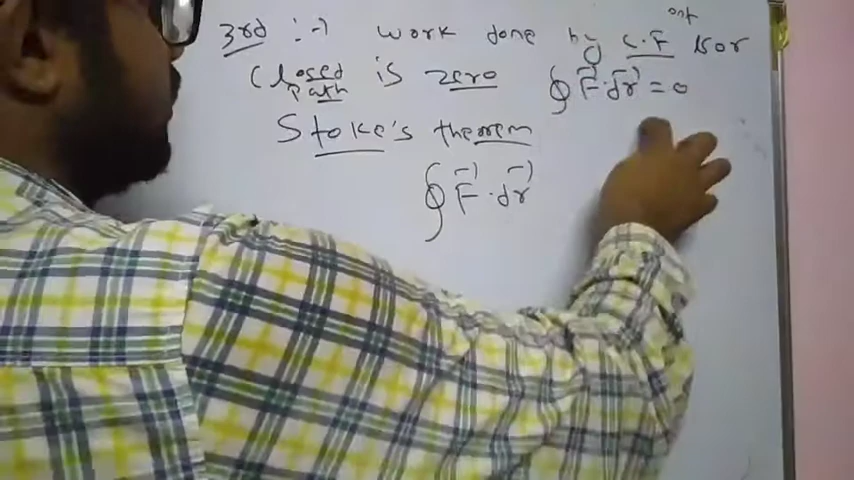 3rd :-) work done by C.F for
Closed path is zero ∮ F⃗·dr⃗ = 0
Stoke's theorem
∮ F⃗·dr⃗